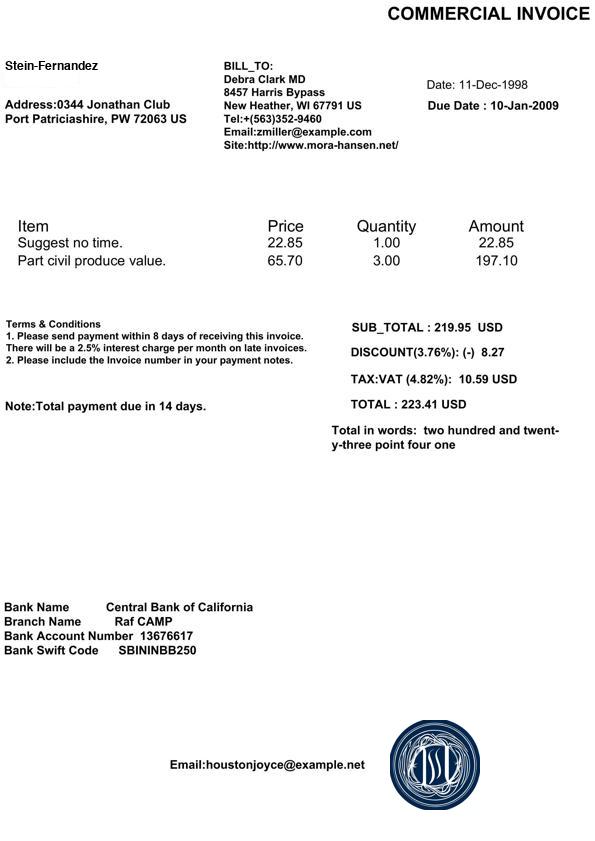 COMMERCIAL INVOICE
Stein-Fernandez
Address:0344 Jonathan Club
Port Patriciashire, PW 72063 US
BILL_TO:
Debra Clark MD
8457 Harris Bypass
New Heather, WI 67791 US
Tel:+(563)352-9460
Email:zmiller@example.com
Site:http://www.mora-hansen.net/
Date: 11-Dec-1998
Due Date : 10-Jan-2009
Item Price Quantity Amount
Suggest no time. 22.85 1.00 22.85
Part civil produce value. 65.70 3.00 197.10
Terms & Conditions
1. Please send payment within 8 days of receiving this invoice.
There will be a 2.5% interest charge per month on late invoices.
2. Please include the Invoice number in your payment notes.
Note:Total payment due in 14 days.
SUB_TOTAL : 219.95 USD
DISCOUNT(3.76%): (-) 8.27
TAX:VAT (4.82%): 10.59 USD
TOTAL : 223.41 USD
Total in words: two hundred and twent-
y-three point four one
Bank Name Central Bank of California
Branch Name Raf CAMP
Bank Account Number 13676617
Bank Swift Code SBININBB250
Email:houstonjoyce@example.net